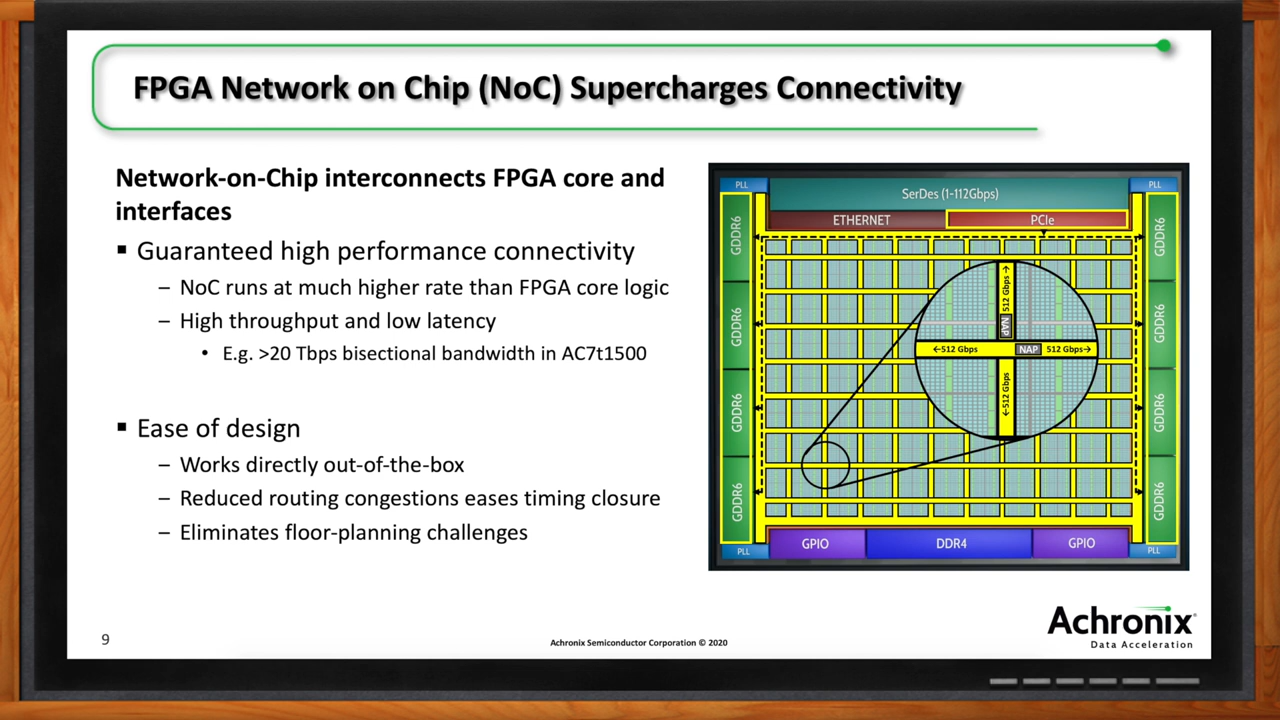 FPGA Network on Chip (NoC) Supercharges Connectivity
Network-on-Chip interconnects FPGA core and
interfaces
▪ Guaranteed high performance connectivity
– NoC runs at much higher rate than FPGA core logic
– High throughput and low latency
• E.g. >20 Tbps bisectional bandwidth in AC7t1500
▪ Ease of design
– Works directly out-of-the-box
– Reduced routing congestions eases timing closure
– Eliminates floor-planning challenges
PLL
SerDes (1-112Gbps)
PLL
ETHERNET
PCIe
GDDR6
GDDR6
GDDR6
GDDR6
GDDR6
GDDR6
GDDR6
GDDR6
512 Gbps→
NAP
←512 Gbps
NAP
512 Gbps→
←512 Gbps
PLL
GPIO
DDR4
GPIO
PLL
9
Achronix Semiconductor Corporation © 2020
Achronix®
Data Acceleration